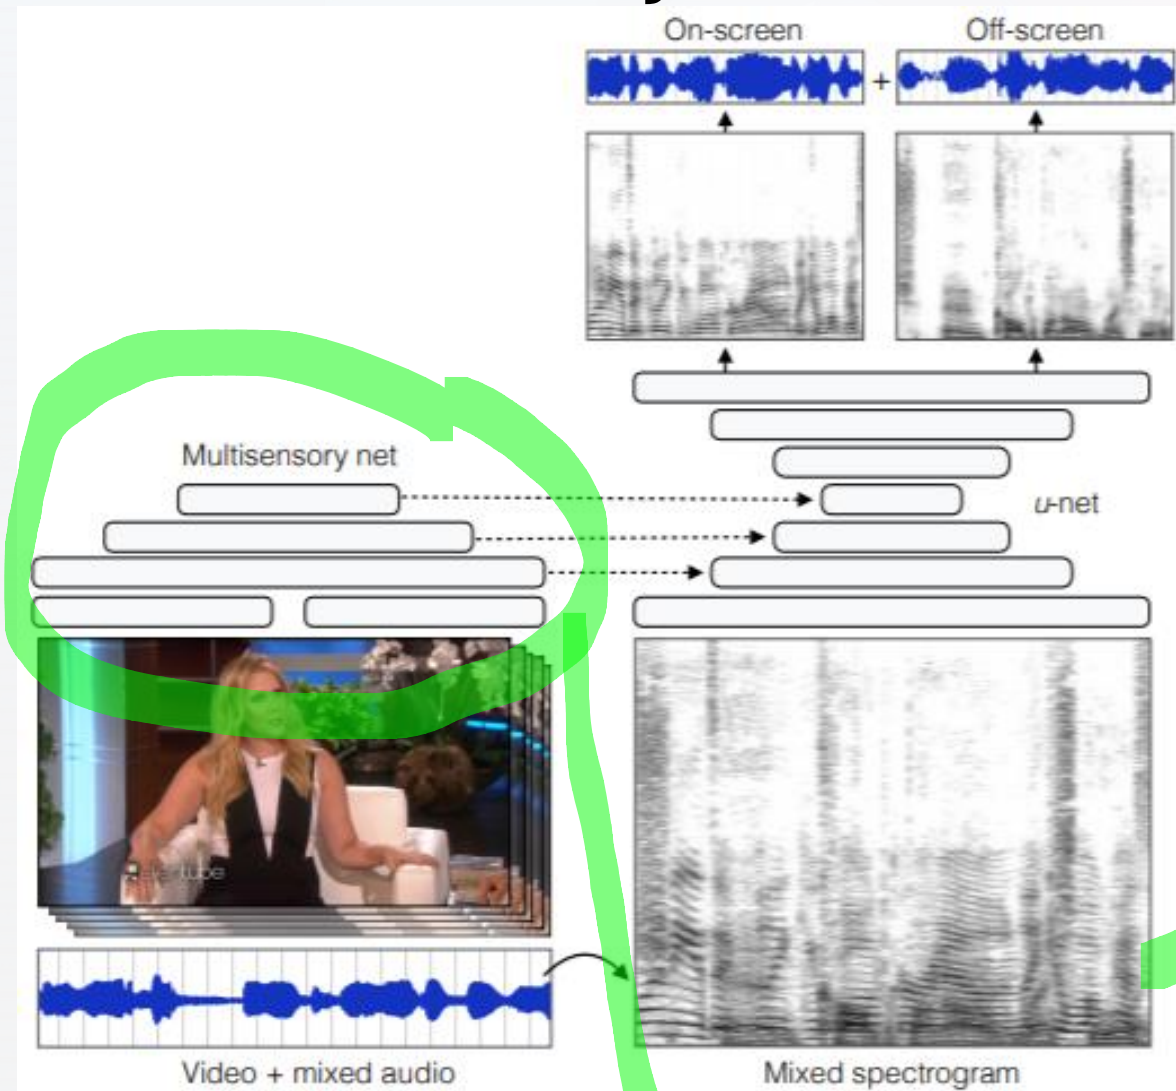 On-screen
Off-screen
+
Multisensory net
u-net
Video + mixed audio
Mixed spectrogram